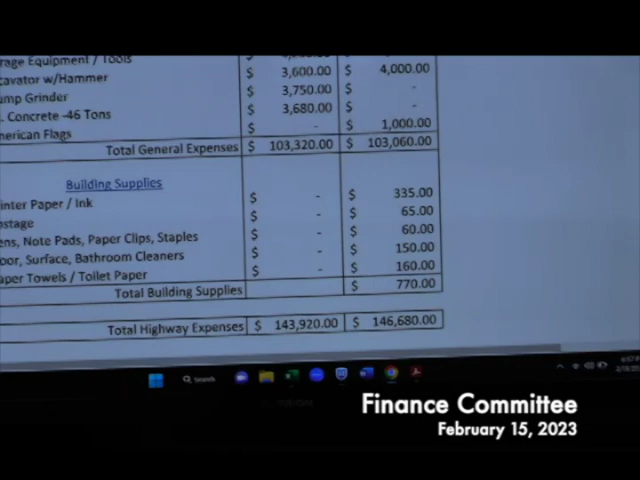 rage Equipment / Tools $
cavator w/Hammer $ 3,600.00 $ 4,000.00
ump Grinder $ 3,750.00 $ -
. Concrete -46 Tons $ 3,680.00 $ -
nerican Flags $ - $ 1,000.00
Total General Expenses $ 103,320.00 $ 103,060.00
Building Supplies
inter Paper / Ink $ - $ 335.00
ostage $ - $ 65.00
ens, Note Pads, Paper Clips, Staples $ - $ 60.00
oor, Surface, Bathroom Cleaners $ - $ 150.00
aper Towels / Toilet Paper $ - $ 160.00
Total Building Supplies $ 770.00
Total Highway Expenses $ 143,920.00 $ 146,680.00
Search
Finance Committee
February 15, 2023